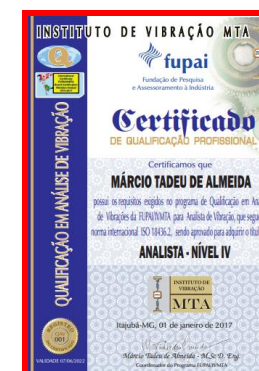 INSTITUTO DE VIBRAÇÃO MTA
fupai
Fundação de Pesquisa
e Assessoramento à Indústria
Certificado
DE QUALIFICAÇÃO PROFISSIONAL
Certificamos que
MÁRCIO TADEU DE ALMEIDA
possui os requisitos exigidos no programa de Qualificação em Aná
de Vibrações da FUPAI/IVMTA para Analista de Vibração, que segue
norma internacional ISO 18436.2, sendo aprovado para adquirir o títul
ANALISTA - NÍVEL IV
INSTITUTO DE
VIBRAÇÃO
MTA
Itajubá-MG, 01 de janeiro de 2017
Márcio Tadeu de Almeida - M.Sc D. Eng.
Coordenador do Programa FUPAI/IVMTA
QUALIFICAÇÃO EM ANÁLISE DE VIBRAÇÃO
REGISTRO
001
VALIDADE 07/06/2022